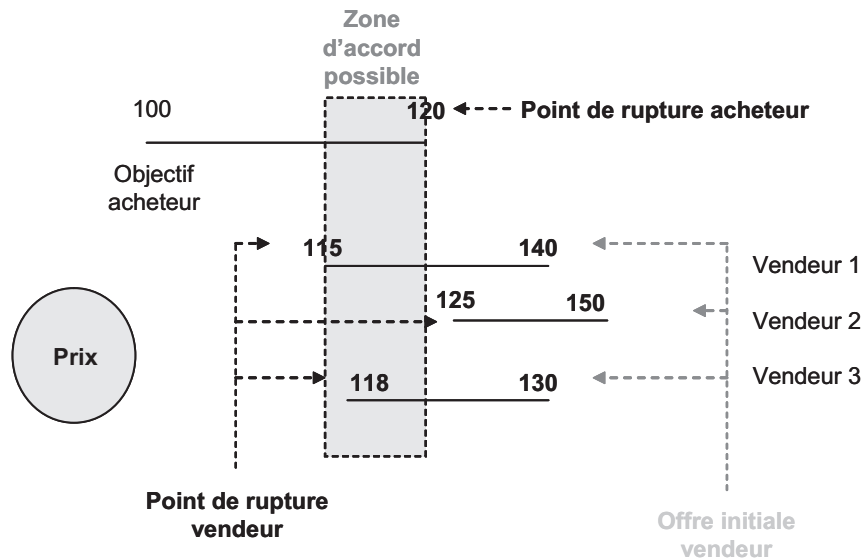 Zone
d’accord
possible
100
120
Point de rupture acheteur
Objectif
acheteur
115
140
Vendeur 1
125
150
Vendeur 2
Prix
118
130
Vendeur 3
Point de rupture
vendeur
Offre initiale
vendeur